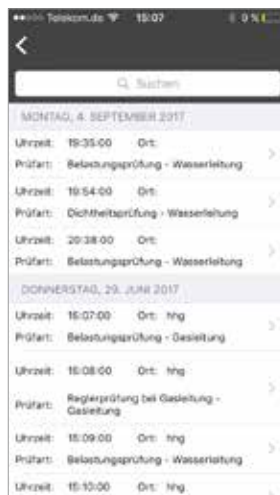 Telekom.de 15:07 9 %
Suchen
MONTAG, 4. SEPTEMBER 2017
Uhrzeit: 19:35:00 Ort:
Prüfart: Belastungsprüfung - Wasserleitung
Uhrzeit: 19:54:00 Ort:
Prüfart: Dichtheitsprüfung - Wasserleitung
Uhrzeit: 20:38:00 Ort:
Prüfart: Belastungsprüfung - Wasserleitung
DONNERSTAG, 29. JUNI 2017
Uhrzeit: 15:07:00 Ort: hhg
Prüfart: Belastungsprüfung - Gasleitung
Uhrzeit: 15:08:00 Ort: hhg
Prüfart: Reglerprüfung bei Gasleitung -
Gasleitung
Uhrzeit: 15:09:00 Ort: hhg
Prüfart: Belastungsprüfung - Wasserleitung
Uhrzeit: 15:10:00 Ort: hhg